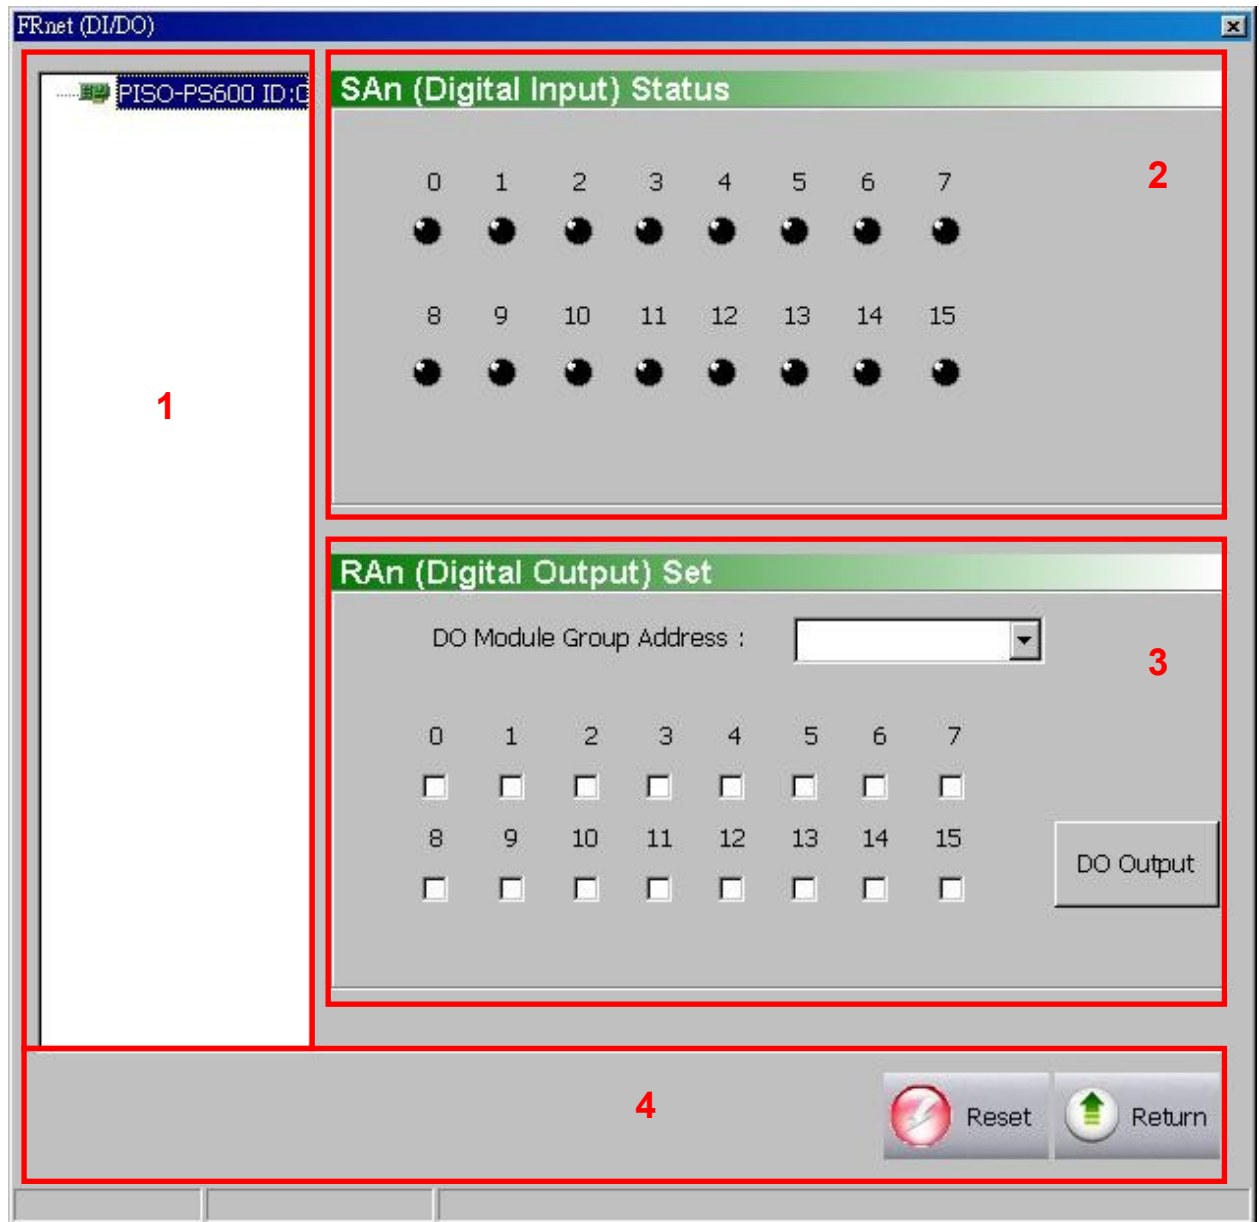 FRnet (DI/DO)
PISO-PS600 ID:0
1
SAn (Digital Input) Status
2
0 1 2 3 4 5 6 7
8 9 10 11 12 13 14 15
RAn (Digital Output) Set
DO Module Group Address :
3
0 1 2 3 4 5 6 7
8 9 10 11 12 13 14 15
DO Output
4
Reset
Return